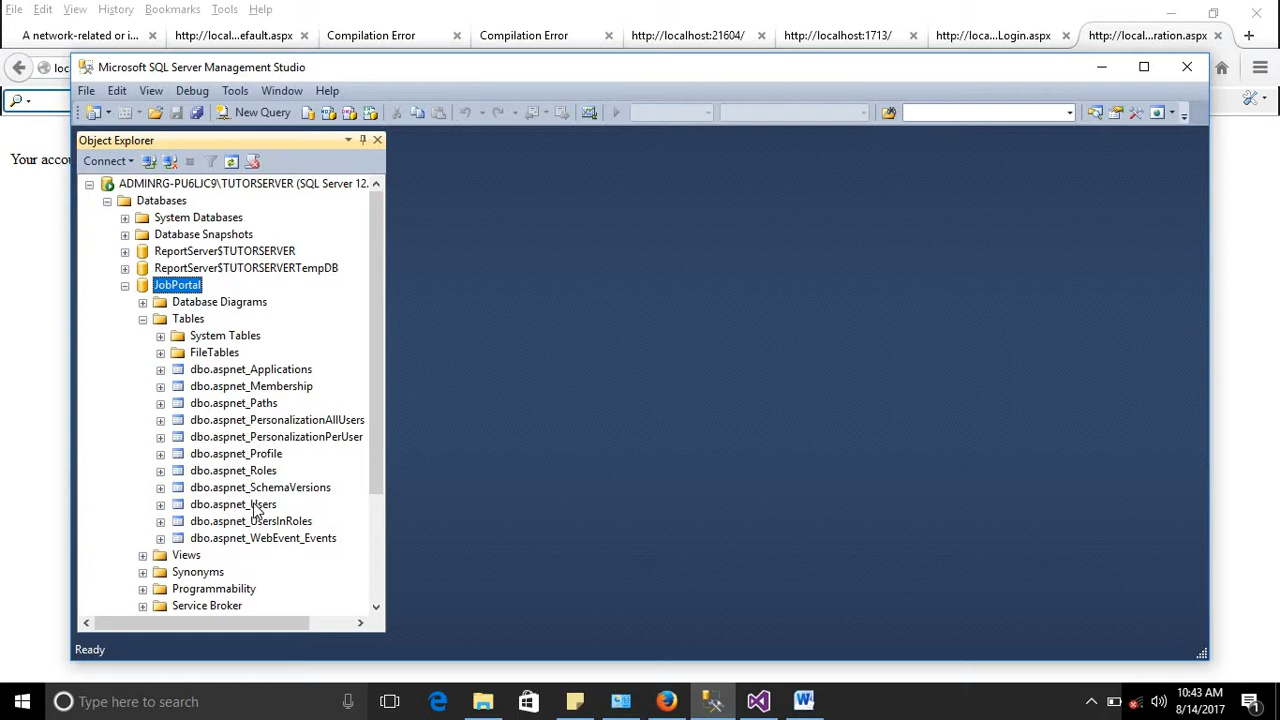 File Edit View History Bookmarks Tools Help
A network-related or i... http://local...efault.aspx Compilation Error Compilation Error http://localhost:21604/ http://localhost:1713/ http://loca...Login.aspx http://local...ration.aspx
loc
Microsoft SQL Server Management Studio
File Edit View Debug Tools Window Help
New Query
Object Explorer
Your accou
Connect
ADMINRG-PU6LJC9\TUTORSERVER (SQL Server 12.
Databases
System Databases
Database Snapshots
ReportServer$TUTORSERVER
ReportServer$TUTORSERVERTempDB
JobPortal
Database Diagrams
Tables
System Tables
FileTables
dbo.aspnet_Applications
dbo.aspnet_Membership
dbo.aspnet_Paths
dbo.aspnet_PersonalizationAllUsers
dbo.aspnet_PersonalizationPerUser
dbo.aspnet_Profile
dbo.aspnet_Roles
dbo.aspnet_SchemaVersions
dbo.aspnet_Users
dbo.aspnet_UsersInRoles
dbo.aspnet_WebEvent_Events
Views
Synonyms
Programmability
Service Broker
Ready
Type here to search
10:43 AM
8/14/2017